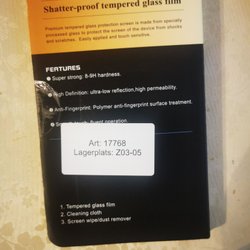 Shatter-proof tempered glass film
Premium tempered glass protection screen is made from specially
processed glass to protect the screen of the device from shocks
and scratches. Easily applied and touch sensitive.
FEATURES
Super strong: 8-9H hardness.
High Definition: ultra-low reflection,high permeability.
Anti-Fingerprint: Polymer anti-fingerprint surface treatment.
fluent operation.
Art: 17768
Lagerplats: Z03-05
1. Tempered glass film
2. Cleaning cloth
3. Screen wipe/dust remover